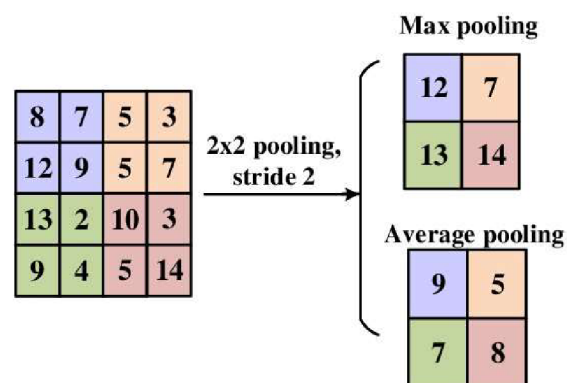 Max pooling
12 7
13 14
8 7 5 3
12 9 5 7
13 2 10 3
9 4 5 14
2x2 pooling,
stride 2
Average pooling
9 5
7 8